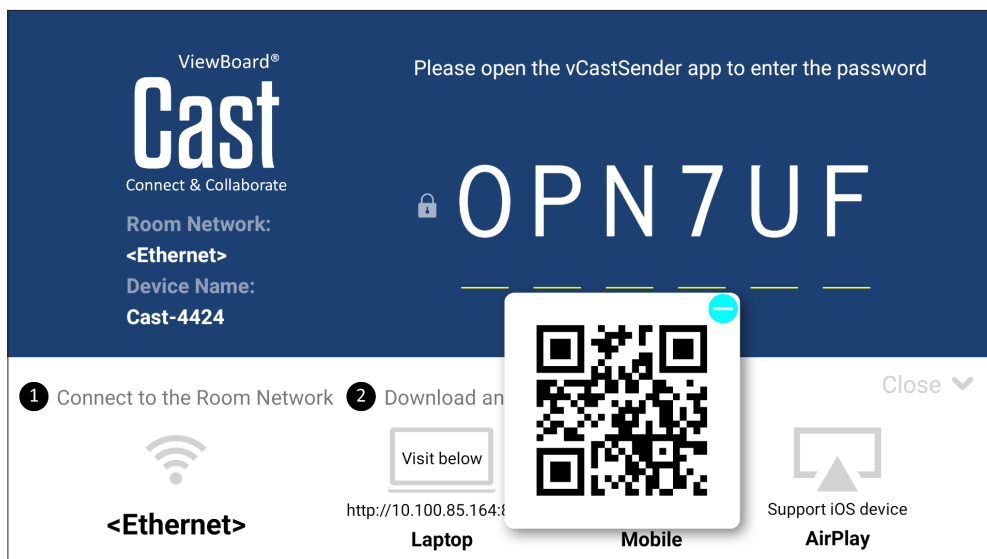 ViewBoard®
Cast
Connect & Collaborate
Room Network:
<Ethernet>
Device Name:
Cast-4424
Please open the vCastSender app to enter the password
OPN7UF
1 Connect to the Room Network
<Ethernet>
2 Download an
Visit below
http://10.100.85.164:8
Laptop
Mobile
Close
Support iOS device
AirPlay